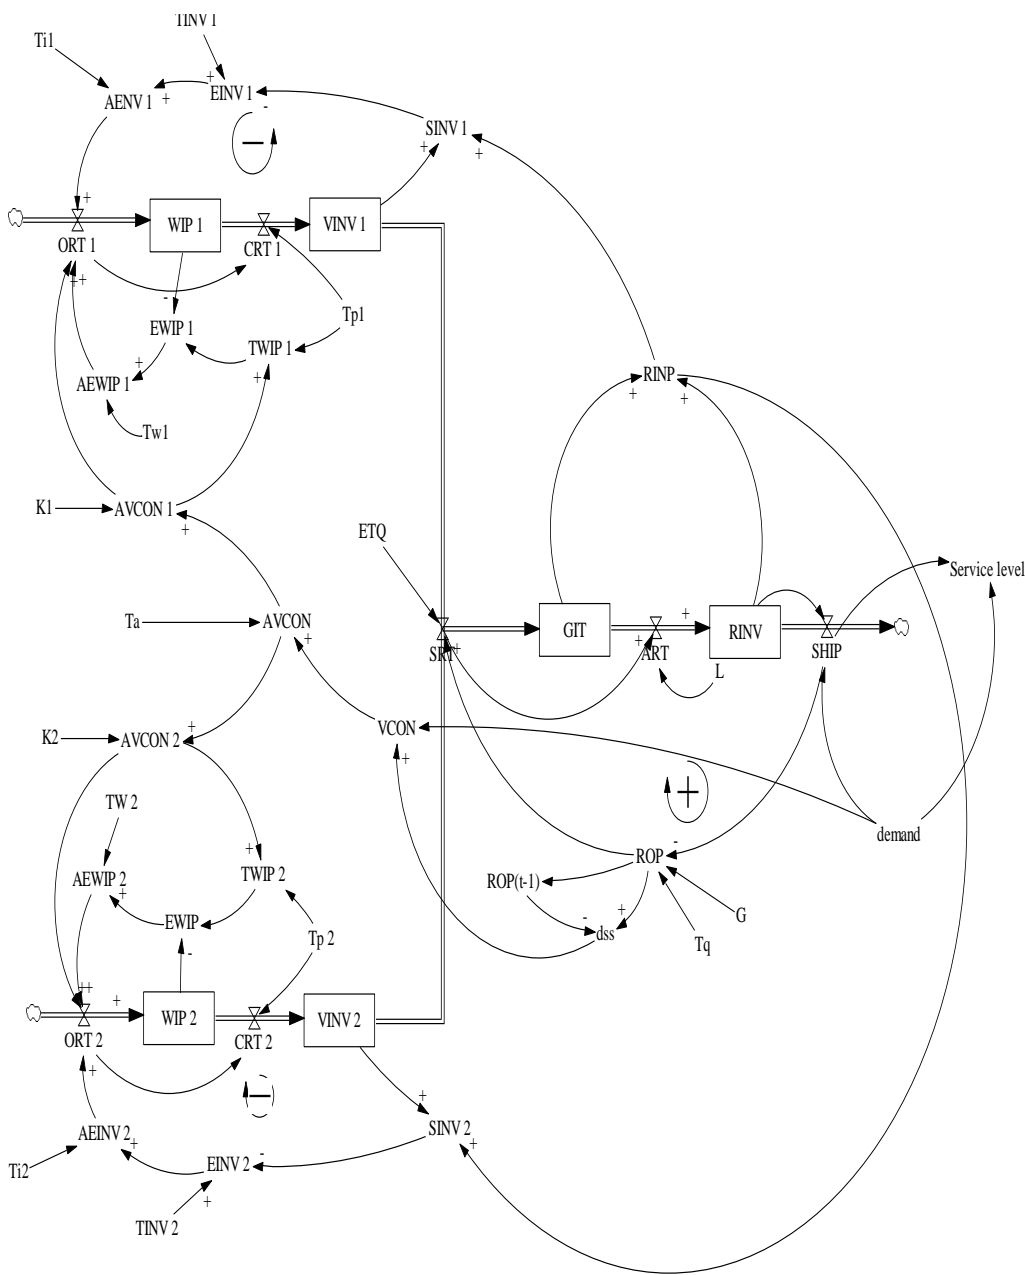 TINV 1
Ti1
EINV 1
AENV 1
SINV 1
WIP 1
VINV 1
ORT 1
CRT 1
Tp1
EWIP 1
TWIP 1
RINP
AEWIP 1
Tw1
K1
AVCON 1
ETQ
Service level
Ta
AVCON
GIT
RINV
SRT
ART
SHIP
L
VCON
K2
AVCON 2
TW 2
demand
ROP
AEWIP 2
TWIP 2
ROP(t-1)
G
EWIP
dss
Tq
Tp 2
WIP 2
VINV 2
ORT 2
CRT 2
SINV 2
AEINV 2
EINV 2
Ti2
TINV 2